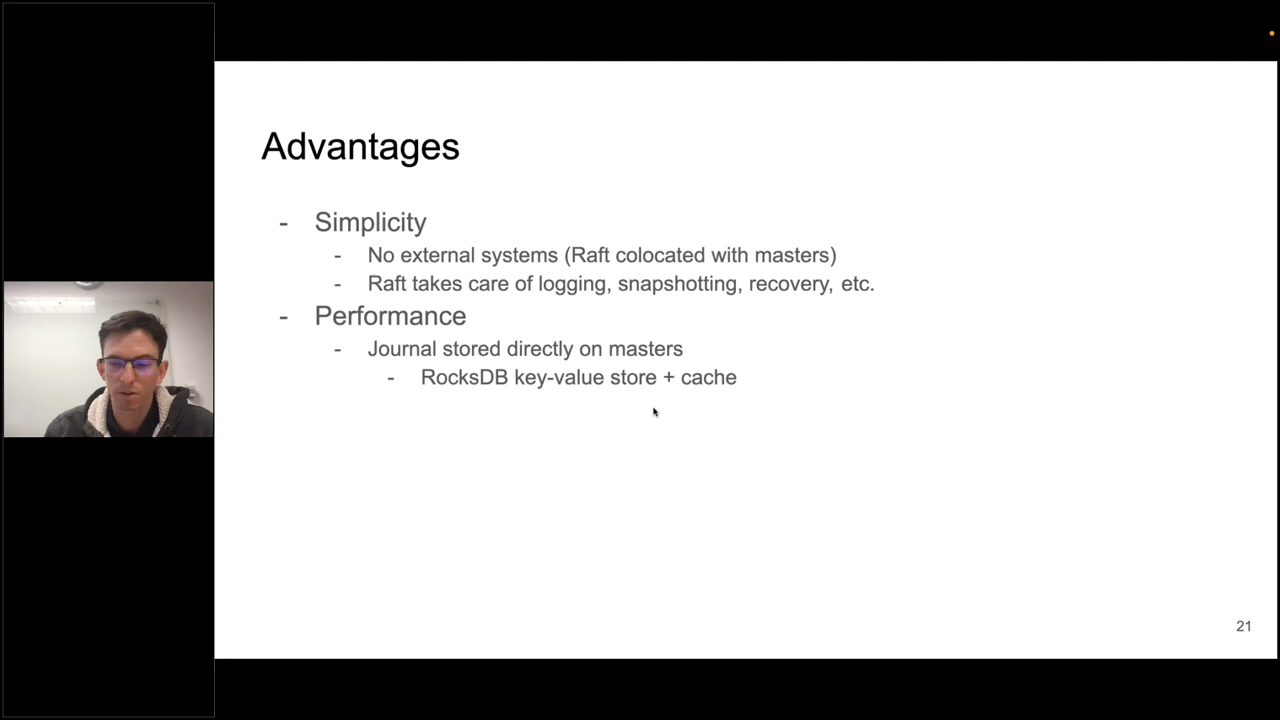 Advantages
- Simplicity
- No external systems (Raft colocated with masters)
- Raft takes care of logging, snapshotting, recovery, etc.
- Performance
- Journal stored directly on masters
- RocksDB key-value store + cache
21